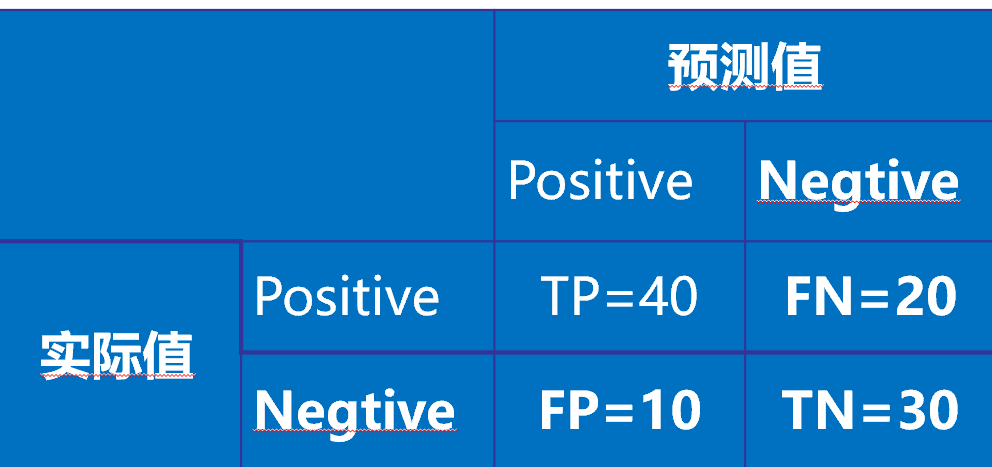 预测值
Positive Negtive
Positive TP=40 FN=20
实际值
Negtive FP=10 TN=30